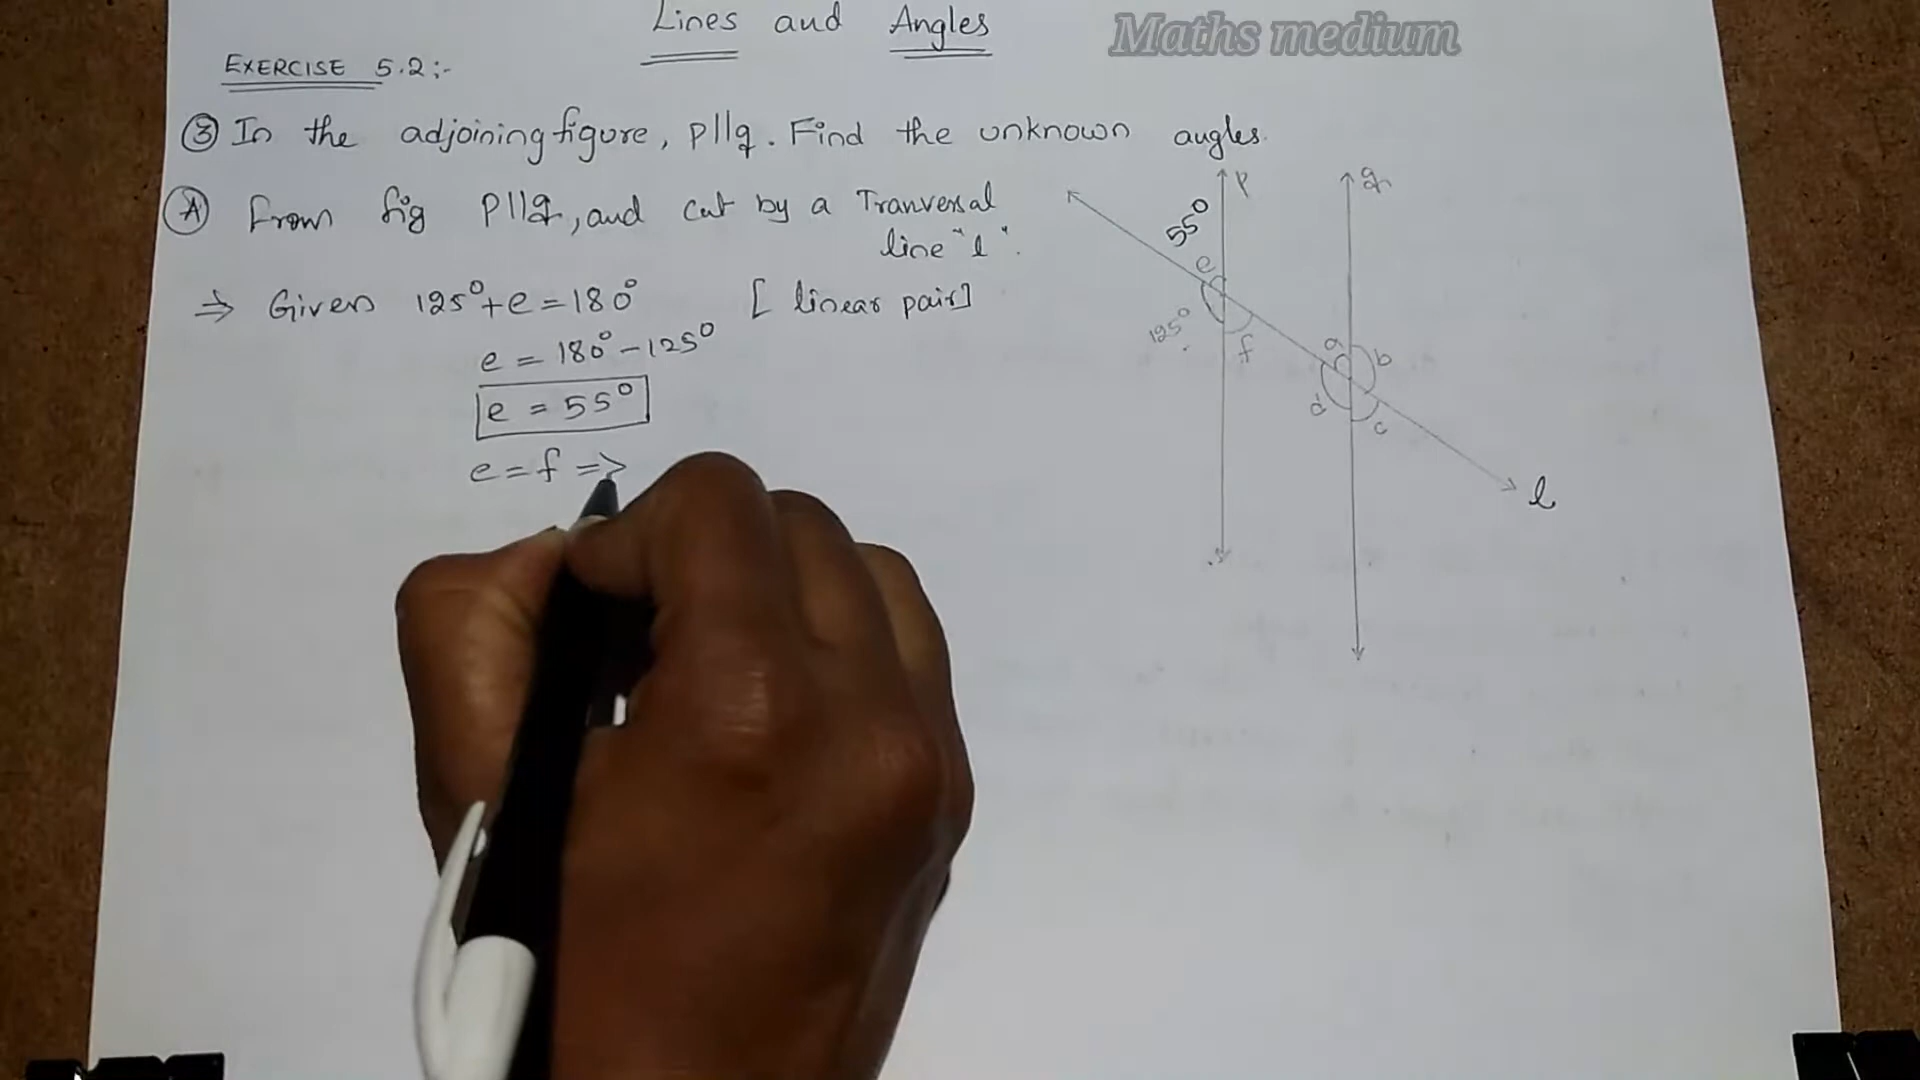 Lines and Angles
Maths medium
EXERCISE 5.2:-
③ In the adjoining figure, p||q. Find the unknown angles.
Ⓐ From fig P||q, and cut by a Tranversal
line "l".
⇒ Given 125°+e=180° [linear pair]
e = 180°-125°
e = 55°
e = f =>
p
q
55°
e
125°
f
a
b
d
c
l